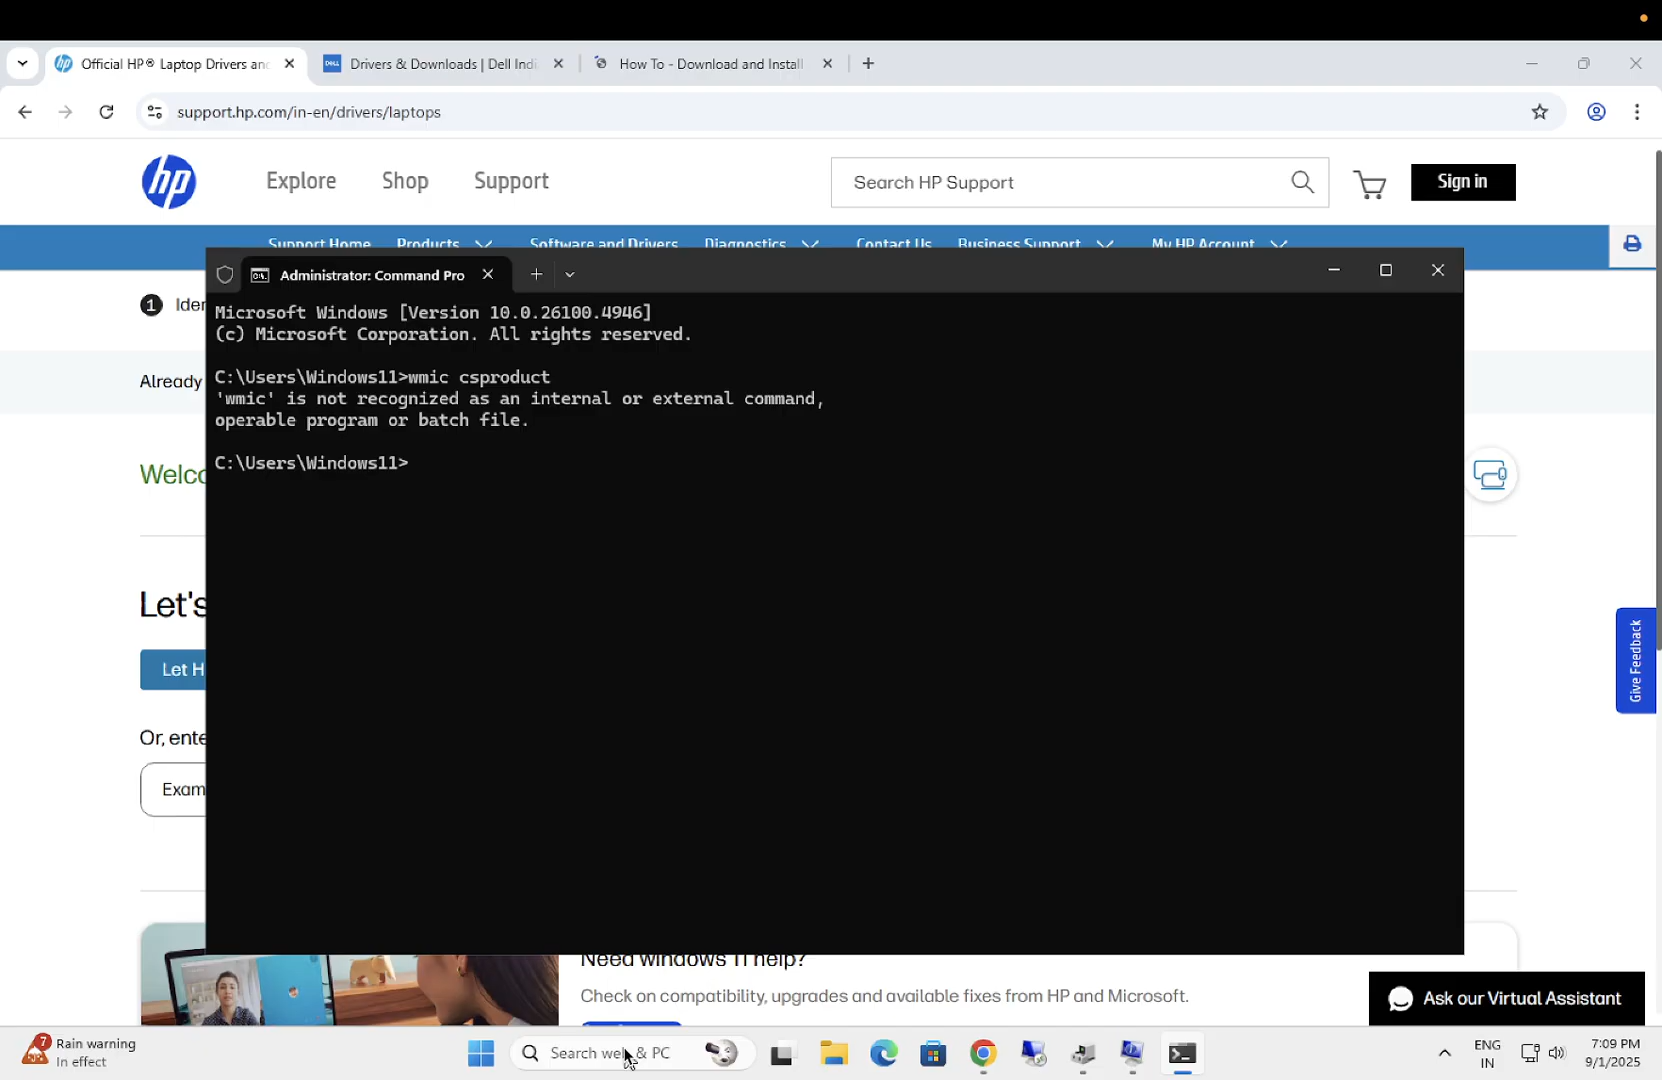 Official HP® Laptop Drivers and
Drivers & Downloads | Dell Indi
How To - Download and Install
support.hp.com/in-en/drivers/laptops
hp
Explore
Shop
Support
Search HP Support
Sign in
Support Home
Products
Software and Drivers
Diagnostics
Contact Us
Business Support
My HP Account
1
Iden
Administrator: Command Pro
Microsoft Windows [Version 10.0.26100.4946]
(c) Microsoft Corporation. All rights reserved.
C:\Users\Windows11>wmic csproduct
'wmic' is not recognized as an internal or external command,
operable program or batch file.
C:\Users\Windows11>
Already
Welco
Let's
Let H
Or, ente
Exam
Give Feedback
Need Windows 11 help?
Check on compatibility, upgrades and available fixes from HP and Microsoft.
Ask our Virtual Assistant
7
Rain warning
In effect
Search web & PC
ENG
IN
7:09 PM
9/1/2025